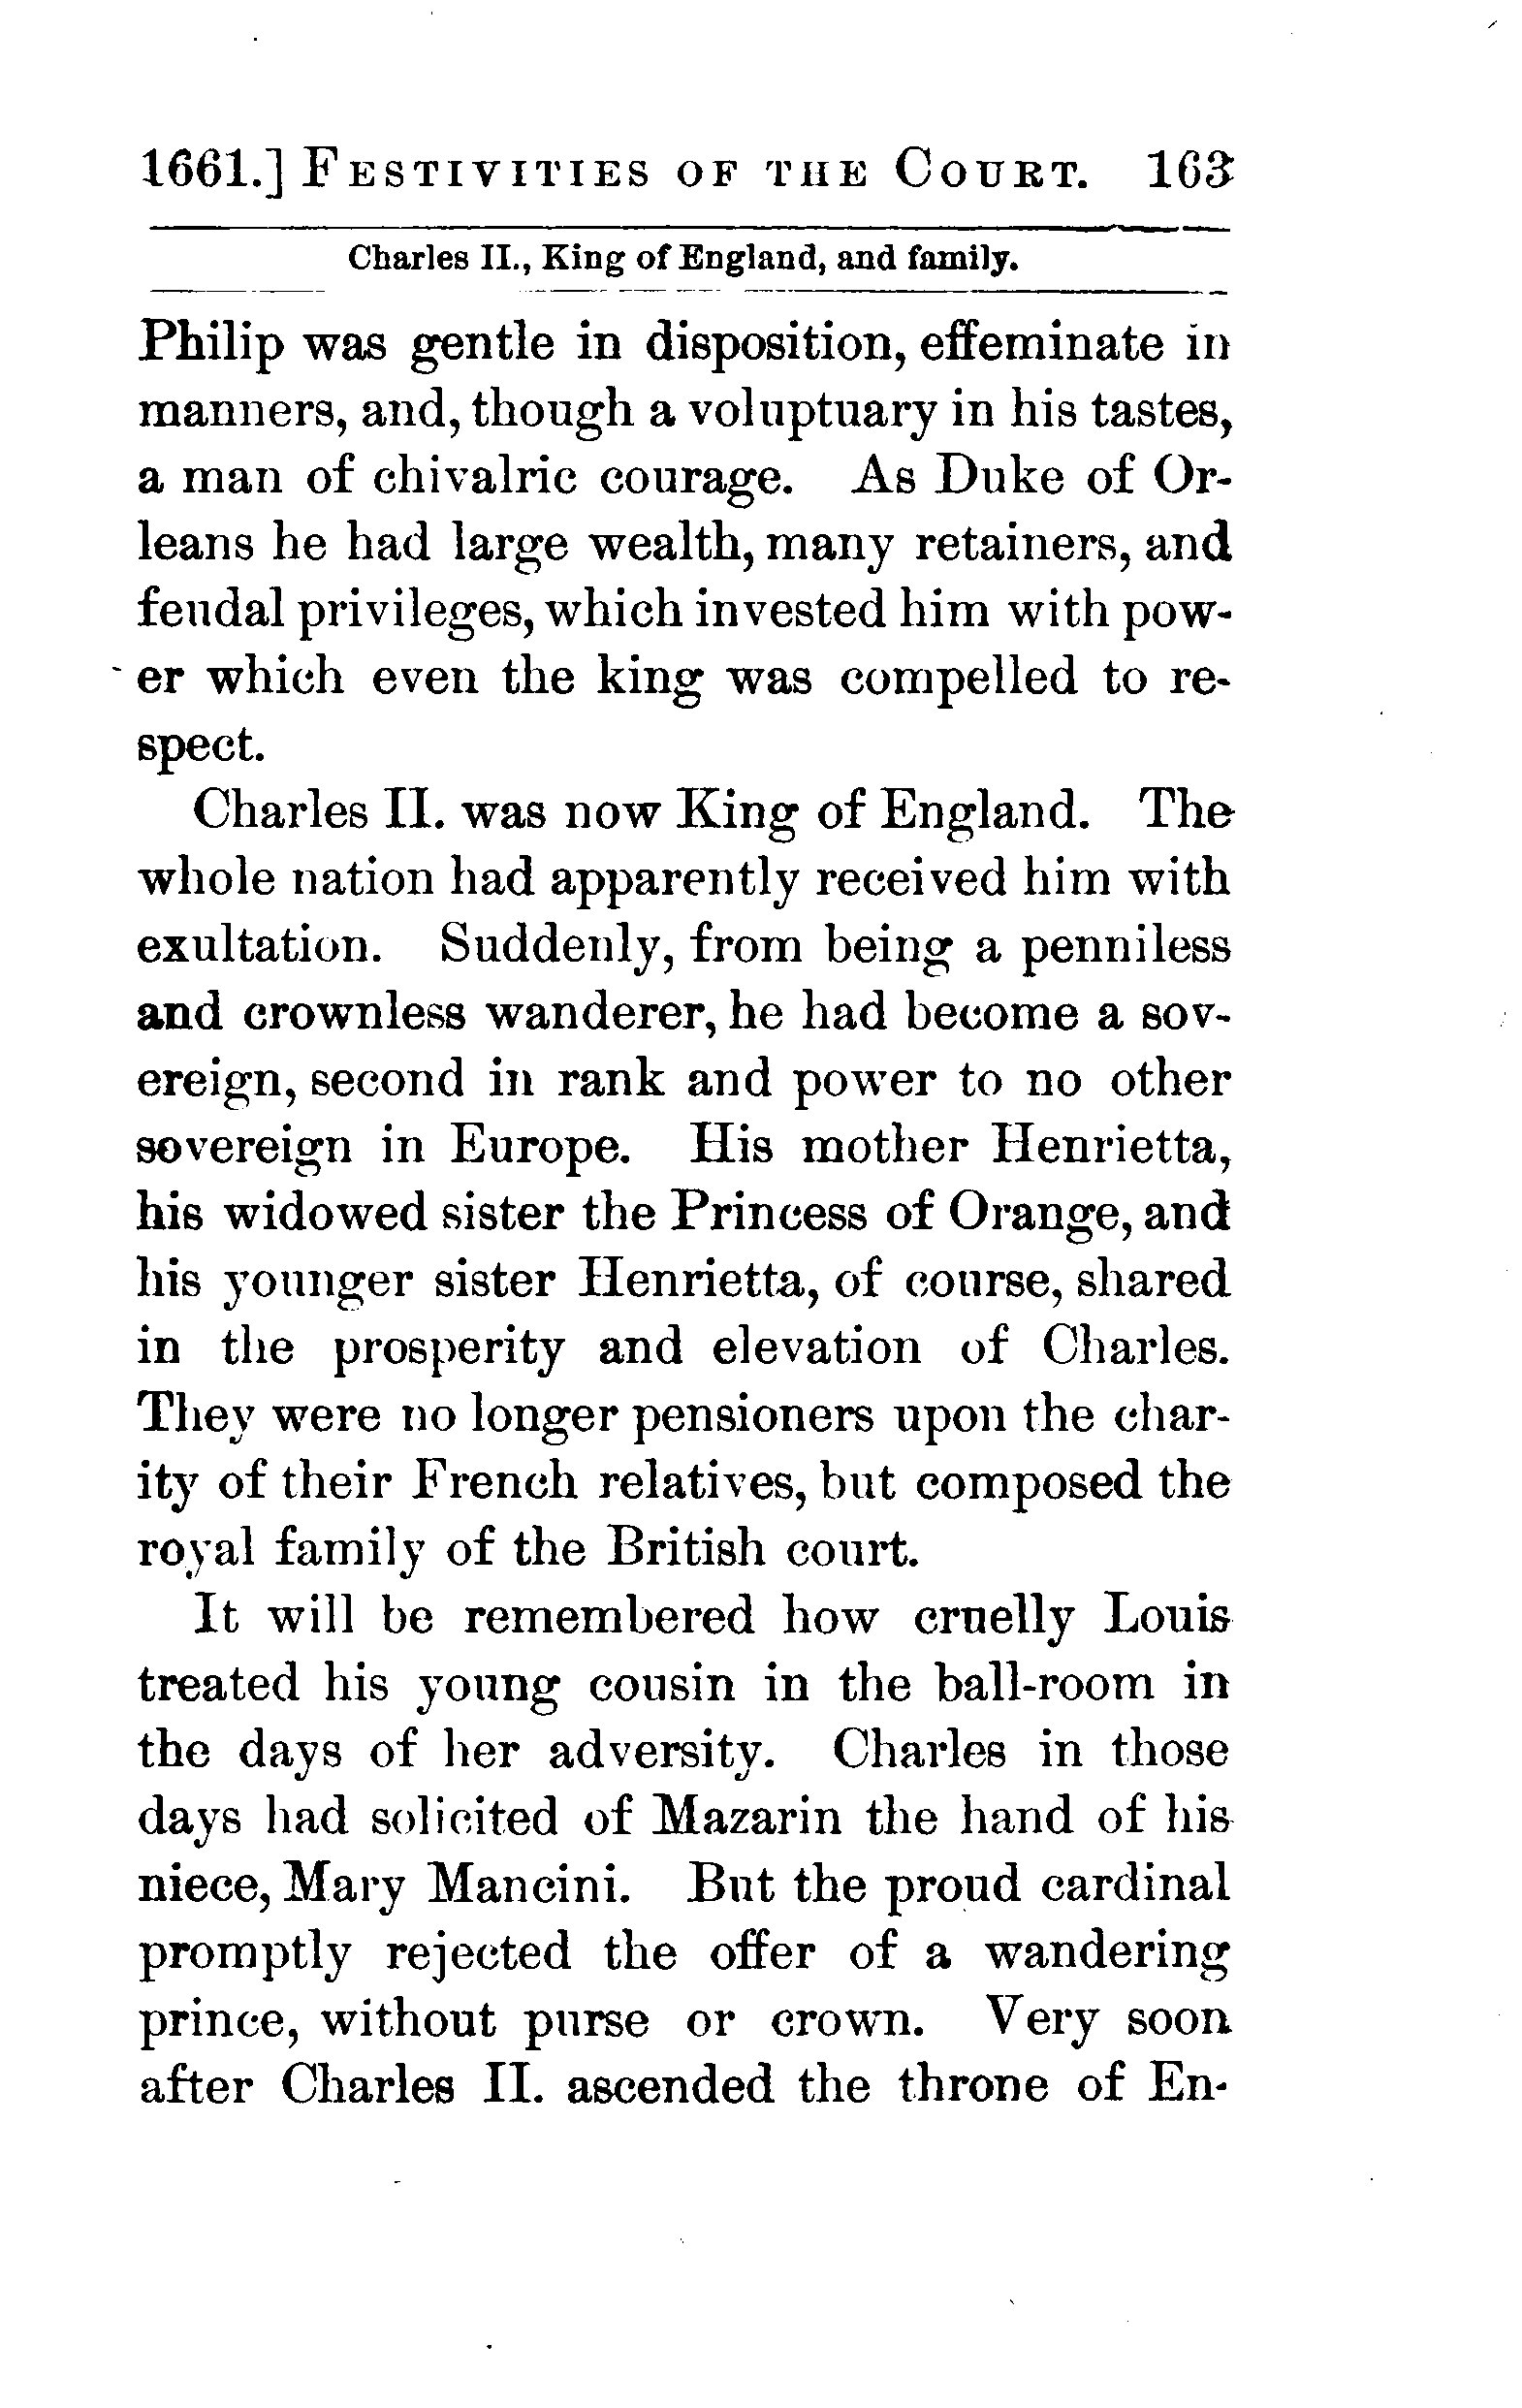 1661.] FESTIVITIES OF THE COURT. 163
Charles II., King of England, and family.
Philip was gentle in disposition, effeminate in
manners, and, though a voluptuary in his tastes,
a man of chivalric courage. As Duke of Or-
leans he had large wealth, many retainers, and
feudal privileges, which invested him with pow-
er which even the king was compelled to re-
spect.
Charles II. was now King of England. The
whole nation had apparently received him with
exultation. Suddenly, from being a penniless
and crownless wanderer, he had become a sov-
ereign, second in rank and power to no other
sovereign in Europe. His mother Henrietta,
his widowed sister the Princess of Orange, and
his younger sister Henrietta, of course, shared
in the prosperity and elevation of Charles.
They were no longer pensioners upon the char-
ity of their French relatives, but composed the
royal family of the British court.
It will be remembered how cruelly Louis
treated his young cousin in the ball-room in
the days of her adversity. Charles in those
days had solicited of Mazarin the hand of his
niece, Mary Mancini. But the proud cardinal
promptly rejected the offer of a wandering
prince, without purse or crown. Very soon
after Charles II. ascended the throne of En-